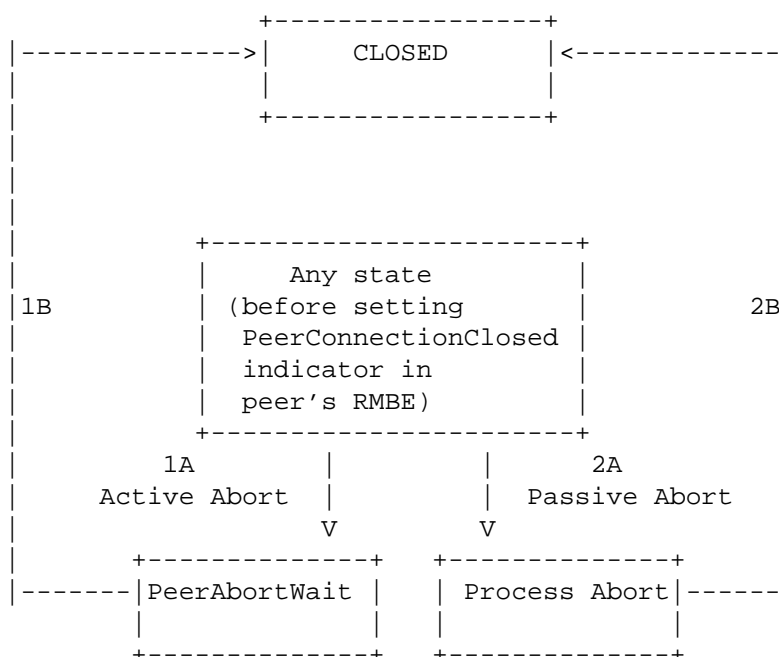 CLOSED
Any state
1B (before setting 2B
PeerConnectionClosed
indicator in
peer's RMBE)
1A 2A
Active Abort Passive Abort
V V
PeerAbortWait Process Abort